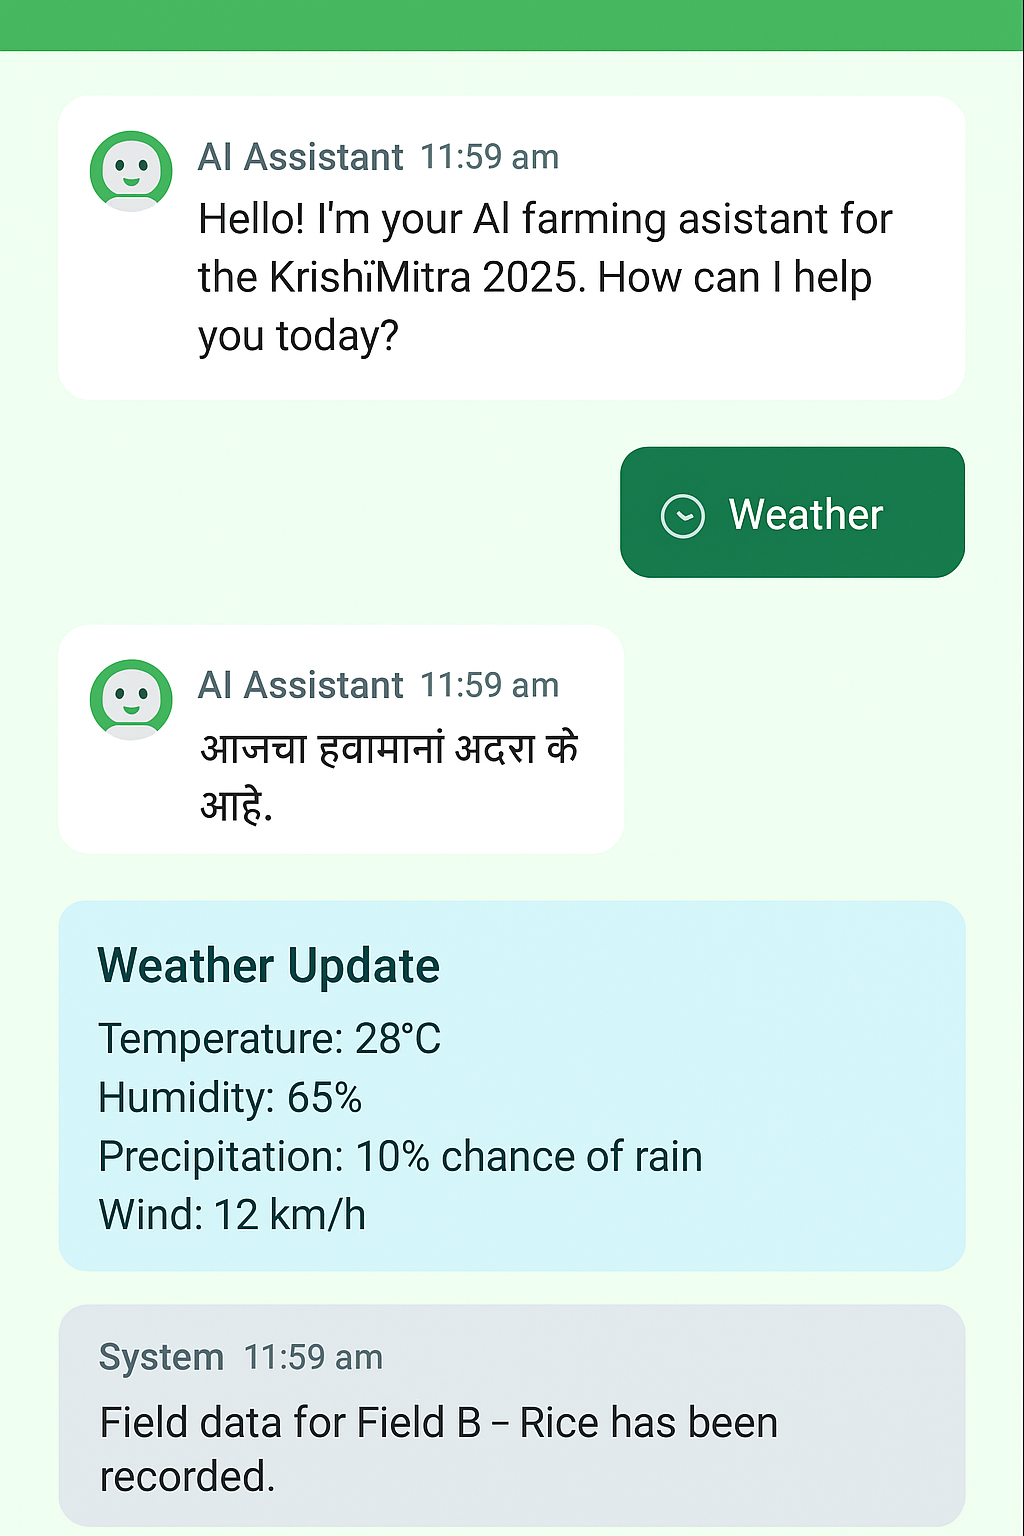 AI Assistant 11:59 am
Hello! I'm your AI farming asistant for
the KrishïMitra 2025. How can I help
you today?
Weather
AI Assistant 11:59 am
आजचा हवामानां अदरा के
आहे.
Weather Update
Temperature: 28°C
Humidity: 65%
Precipitation: 10% chance of rain
Wind: 12 km/h
System 11:59 am
Field data for Field B – Rice has been
recorded.